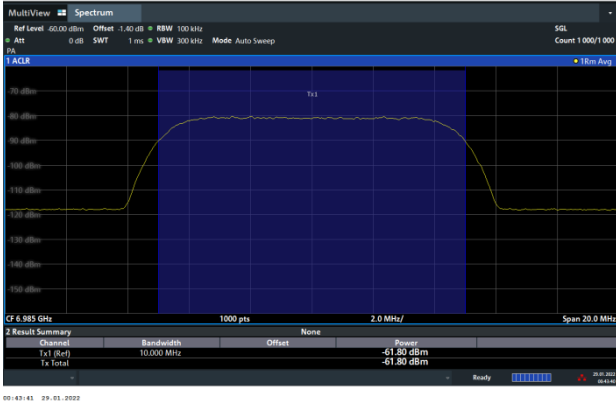 MultiView Spectrum
Ref Level -60.00 dBm Offset -1.40 dB RBW 100 kHz SGL
Att 0 dB SWT 1 ms VBW 300 kHz Mode Auto Sweep Count 1000/1000
PA
1 ACLR 1Rm Avg
Tx1
-70 dBm
-80 dBm
-90 dBm
-100 dBm
-110 dBm
-120 dBm
-130 dBm
-140 dBm
-150 dBm
CF 6.985 GHz 1000 pts 2.0 MHz/ Span 20.0 MHz
2 Result Summary None
Channel Bandwidth Offset Power
Tx1 (Ref) 10.000 MHz -61.80 dBm
Tx Total -61.80 dBm
Ready 29.01.2022
00:43:40
00:43:41 29.01.2022